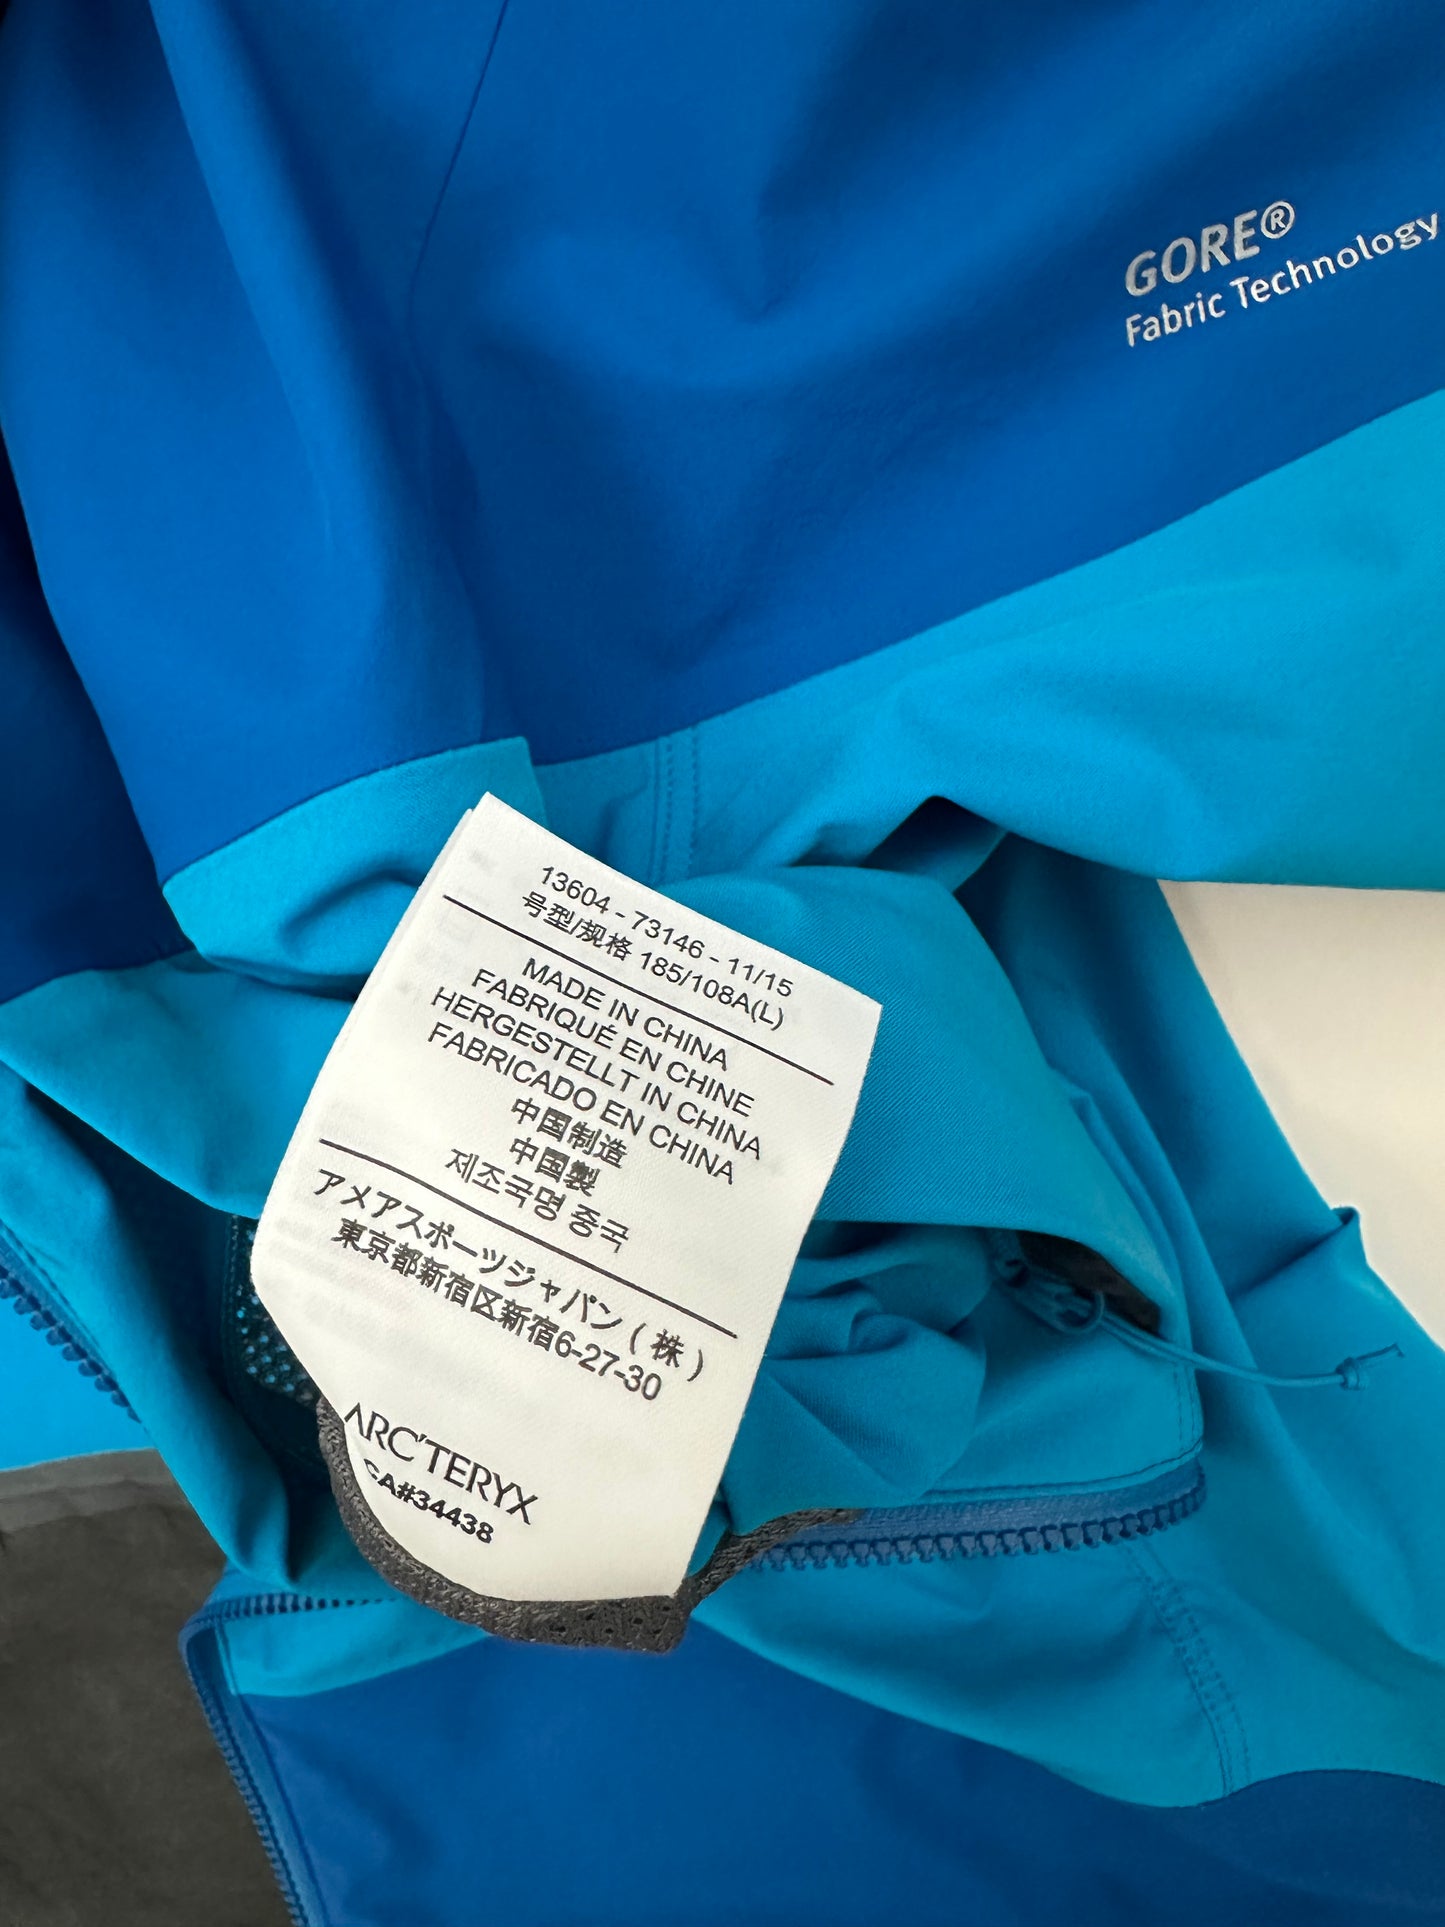 GORE®
Fabric Technology
13604 - 73146 - 11/15
号型/规格 185/108A(L)
MADE IN CHINA
FABRIQUÉ EN CHINE
HERGESTELLT IN CHINA
FABRICADO EN CHINA
中国制造
中国製
제조국명 중국
アメアスポーツジャパン(株)
東京都新宿区新宿6-27-30
ARC'TERYX
CA#34438